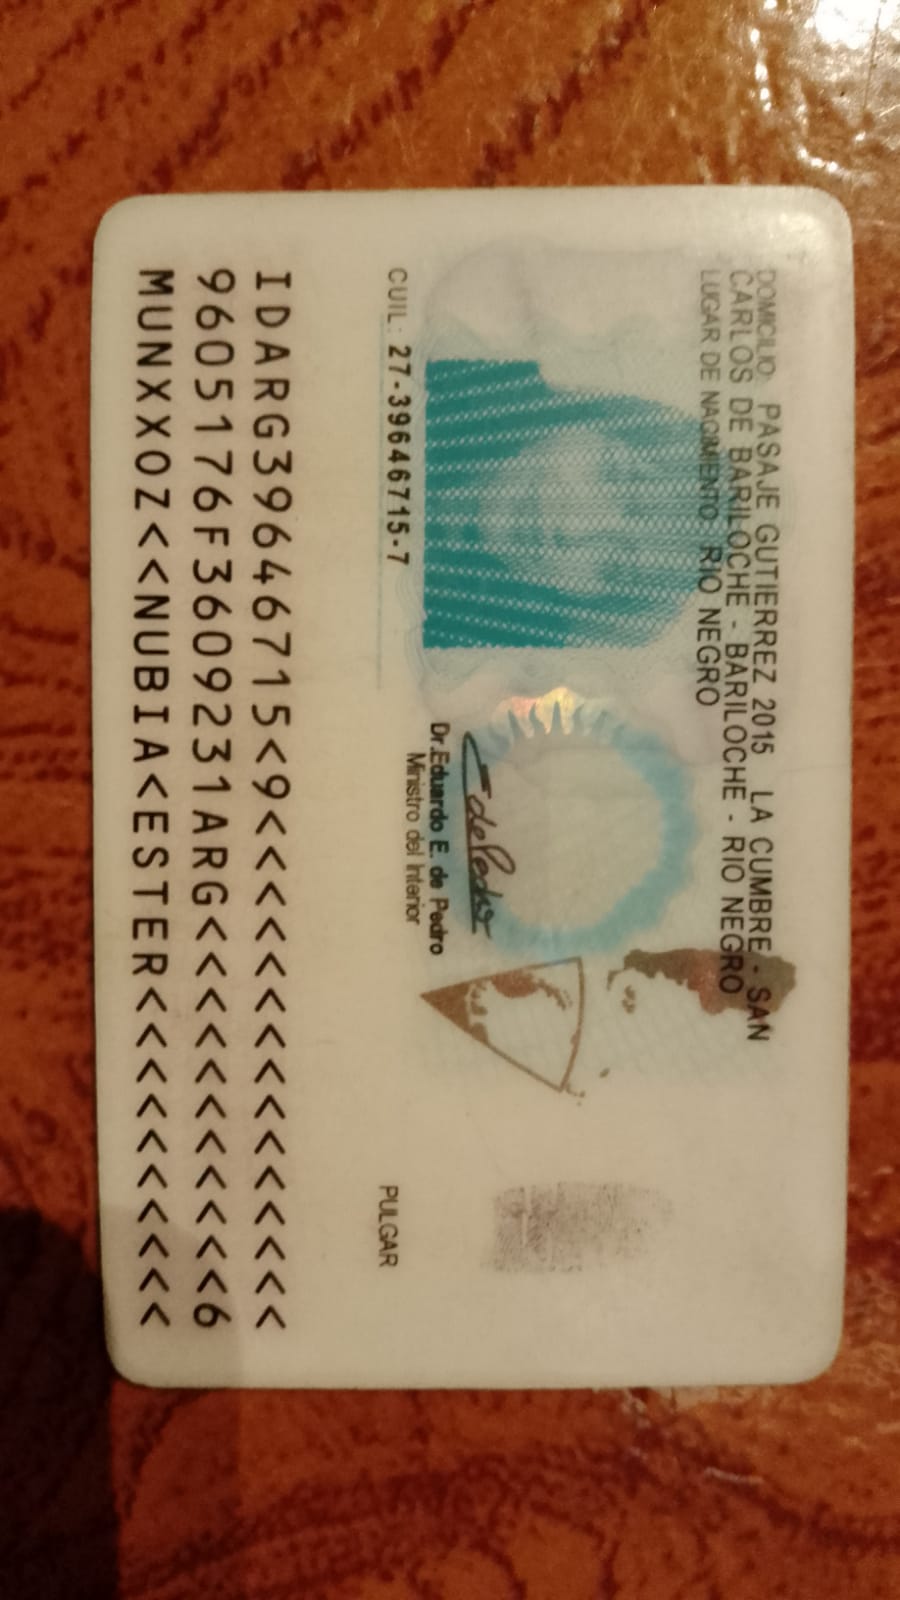 DOMICILIO: PASAJE GUTIERREZ 2015 LA CUMBRE - SAN
CARLOS DE BARILOCHE - BARILOCHE - RIO NEGRO
LUGAR DE NACIMIENTO: RIO NEGRO
CUIL: 27-39646715-7
Dr. Eduardo E. de Pedro
Ministro del Interior
PULGAR
IDARG39646715<9<<<<<<<<<<<<<<<
9605176F3609231ARG<<<<<<<<<<<6
MUNXXOZ<<NUBIA<ESTER<<<<<<<<<<